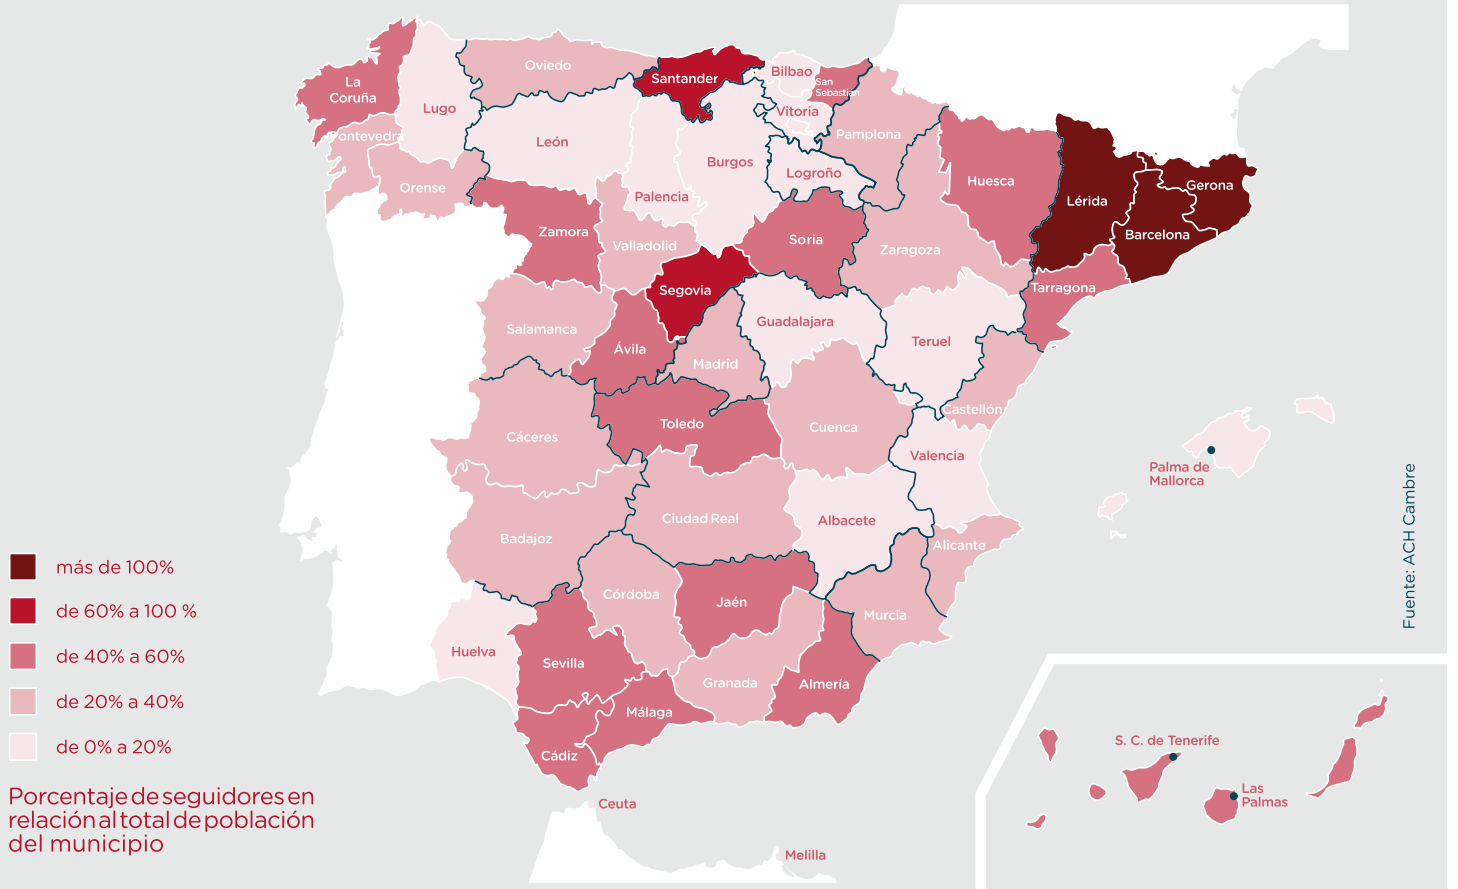 La
Coruña
Lugo
Oviedo
Santander
Bilbao
San
Sebastián
Vitoria
Pamplona
Pontevedra
Orense
León
Palencia
Burgos
Logroño
Huesca
Lérida
Gerona
Barcelona
Tarragona
Zamora
Valladolid
Soria
Zaragoza
Segovia
Salamanca
Ávila
Madrid
Guadalajara
Teruel
Castellón
Cáceres
Toledo
Cuenca
Valencia
Palma de
Mallorca
Badajoz
Ciudad Real
Albacete
Alicante
Córdoba
Jaén
Murcia
Huelva
Sevilla
Granada
Almería
Málaga
Cádiz
Ceuta
Melilla
S. C. de Tenerife
Las
Palmas
más de 100%
de 60% a 100 %
de 40% a 60%
de 20% a 40%
de 0% a 20%
Porcentaje de seguidores en
relación al total de población
del municipio
Fuente: ACH Cambre